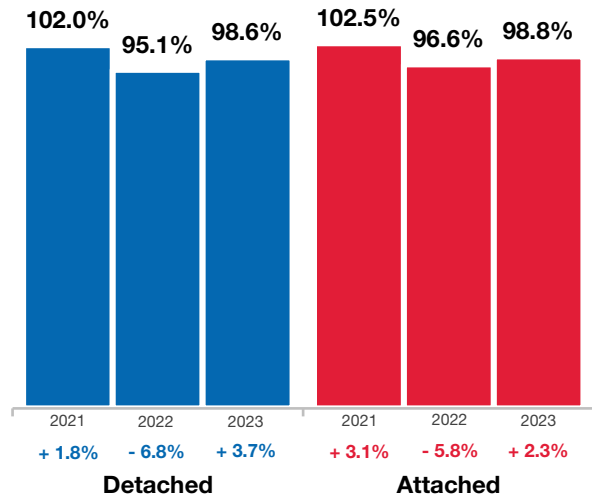 102.0% 95.1% 98.6% 102.5% 96.6% 98.8%
2021 2022 2023 2021 2022 2023
+ 1.8% - 6.8% + 3.7% + 3.1% - 5.8% + 2.3%
Detached Attached